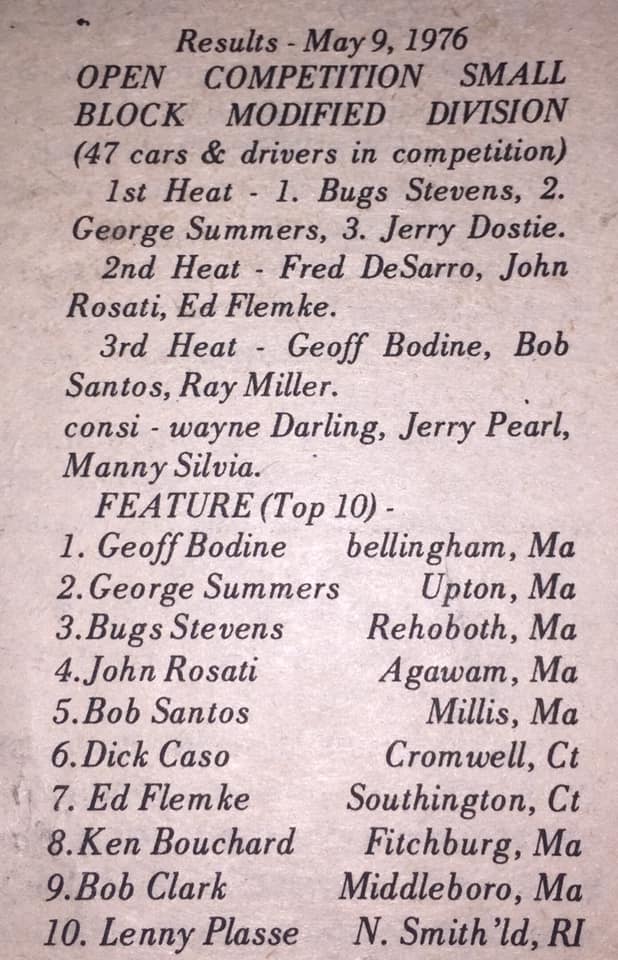 Results - May 9, 1976
OPEN COMPETITION SMALL
BLOCK MODIFIED DIVISION
(47 cars & drivers in competition)
1st Heat - 1. Bugs Stevens, 2.
George Summers, 3. Jerry Dostie.
2nd Heat - Fred DeSarro, John
Rosati, Ed Flemke.
3rd Heat - Geoff Bodine, Bob
Santos, Ray Miller.
consi - wayne Darling, Jerry Pearl,
Manny Silvia.
FEATURE (Top 10) -
1. Geoff Bodine bellingham, Ma
2. George Summers Upton, Ma
3. Bugs Stevens Rehoboth, Ma
4. John Rosati Agawam, Ma
5. Bob Santos Millis, Ma
6. Dick Caso Cromwell, Ct
7. Ed Flemke Southington, Ct
8. Ken Bouchard Fitchburg, Ma
9. Bob Clark Middleboro, Ma
10. Lenny Plasse N. Smith'ld, RI